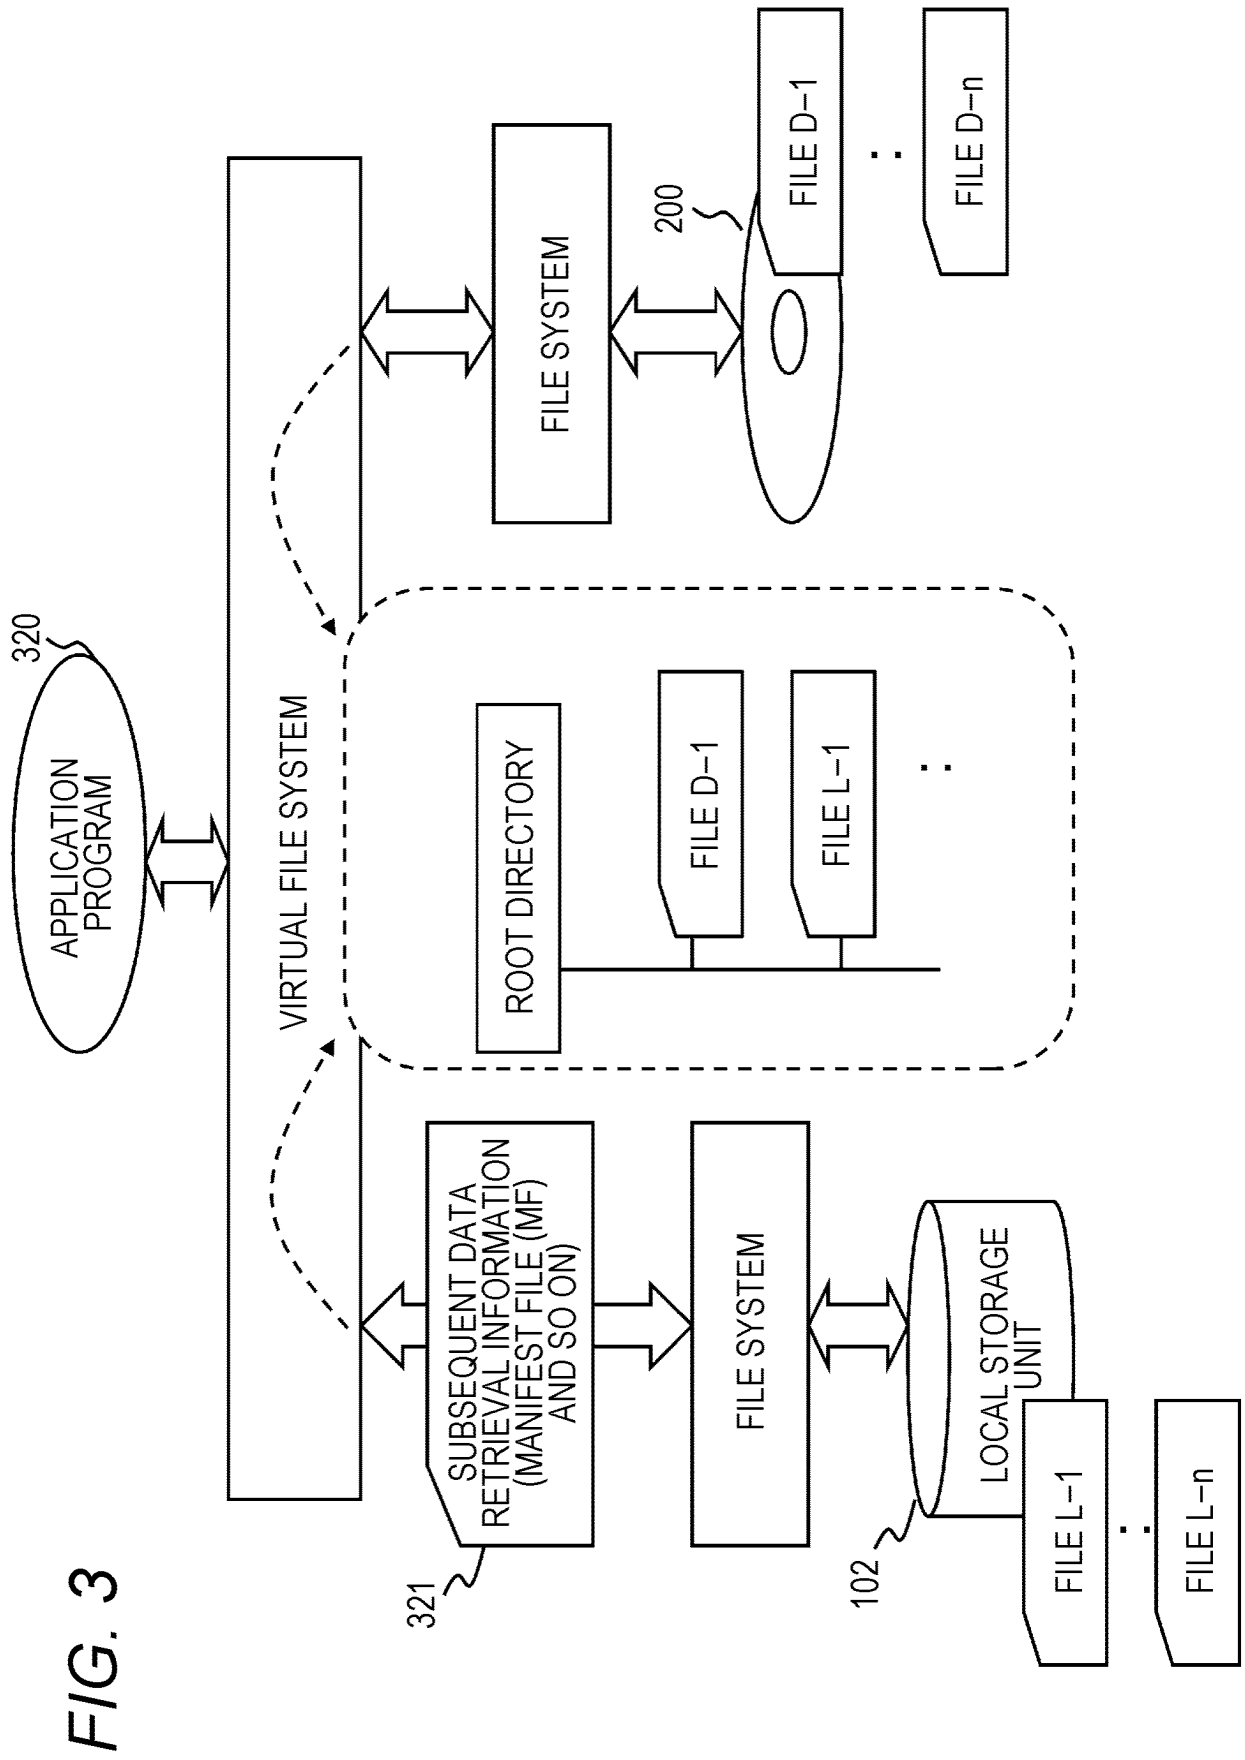 FIG. 3
APPLICATION
PROGRAM
320
VIRTUAL FILE SYSTEM
321
SUBSEQUENT DATA
RETRIEVAL INFORMATION
(MANIFEST FILE (MF)
AND SO ON)
FILE SYSTEM
102
LOCAL STORAGE
UNIT
FILE L–1
FILE L–n
ROOT DIRECTORY
FILE D–1
FILE L–1
FILE SYSTEM
200
FILE D–1
FILE D–n